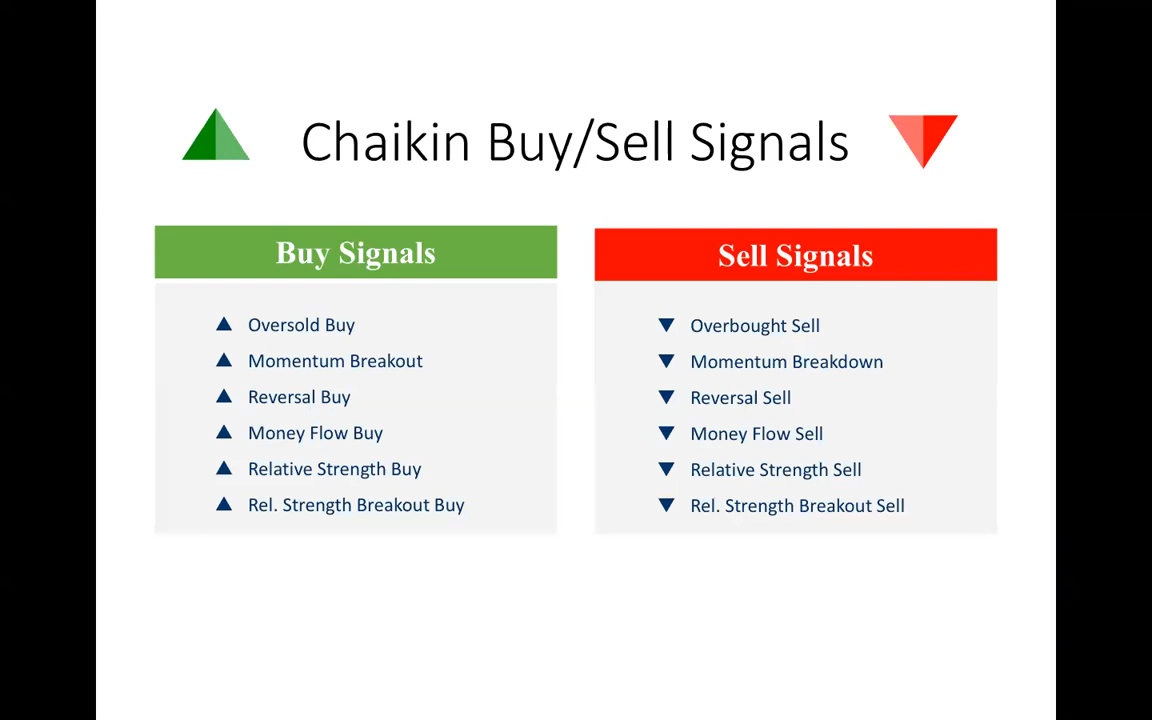 Chaikin Buy/Sell Signals
Buy Signals
Oversold Buy
Momentum Breakout
Reversal Buy
Money Flow Buy
Relative Strength Buy
Rel. Strength Breakout Buy
Sell Signals
Overbought Sell
Momentum Breakdown
Reversal Sell
Money Flow Sell
Relative Strength Sell
Rel. Strength Breakout Sell